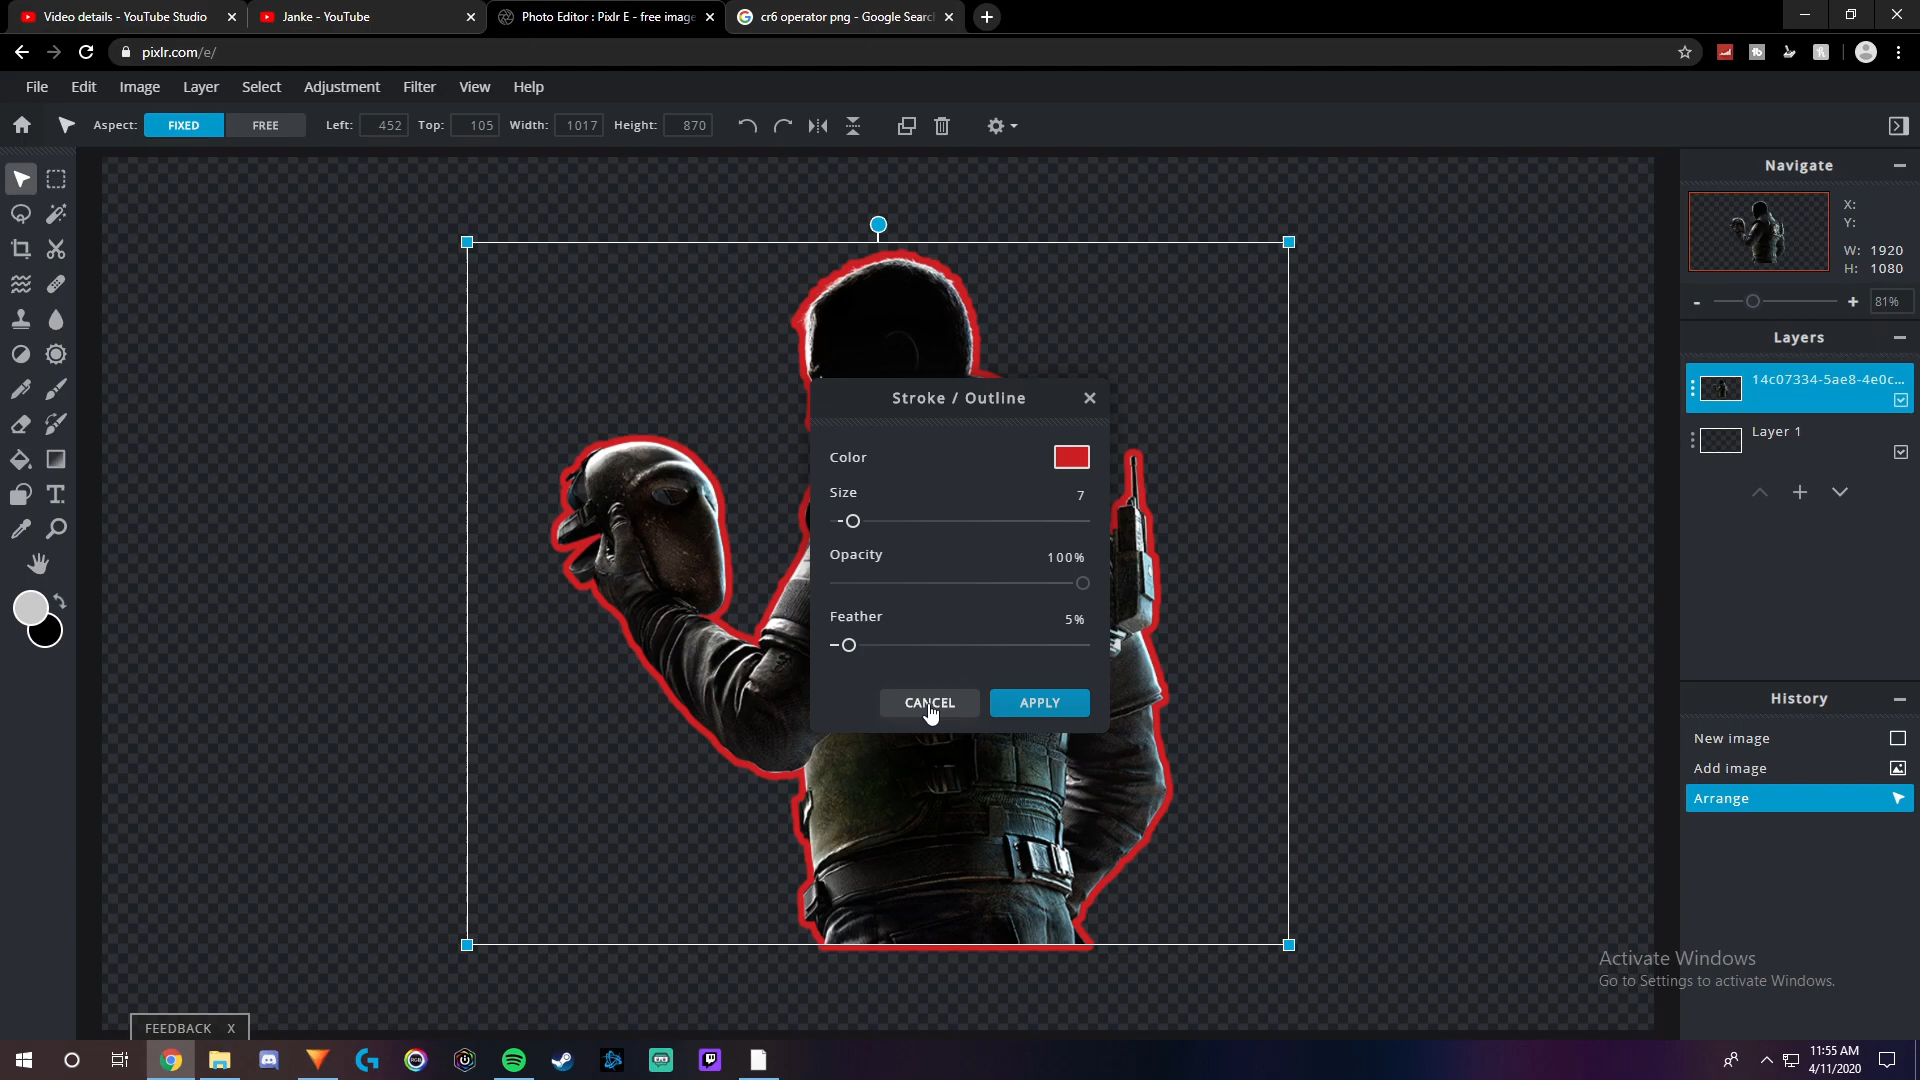 Video details - YouTube Studio
Janke - YouTube
Photo Editor : Pixlr E - free image
cr6 operator png - Google Searc
pixlr.com/e/
File Edit Image Layer Select Adjustment Filter View Help
Aspect: FIXED FREE Left: 452 Top: 105 Width: 1017 Height: 870
Navigate
X:
Y:
W: 1920
H: 1080
81%
Layers
14c07334-5ae8-4e0c...
Layer 1
Stroke / Outline
Color
Size 7
Opacity 100%
Feather 5%
CANCEL APPLY
History
New image
Add image
Arrange
Activate Windows
Go to Settings to activate Windows.
FEEDBACK X
11:55 AM
4/11/2020